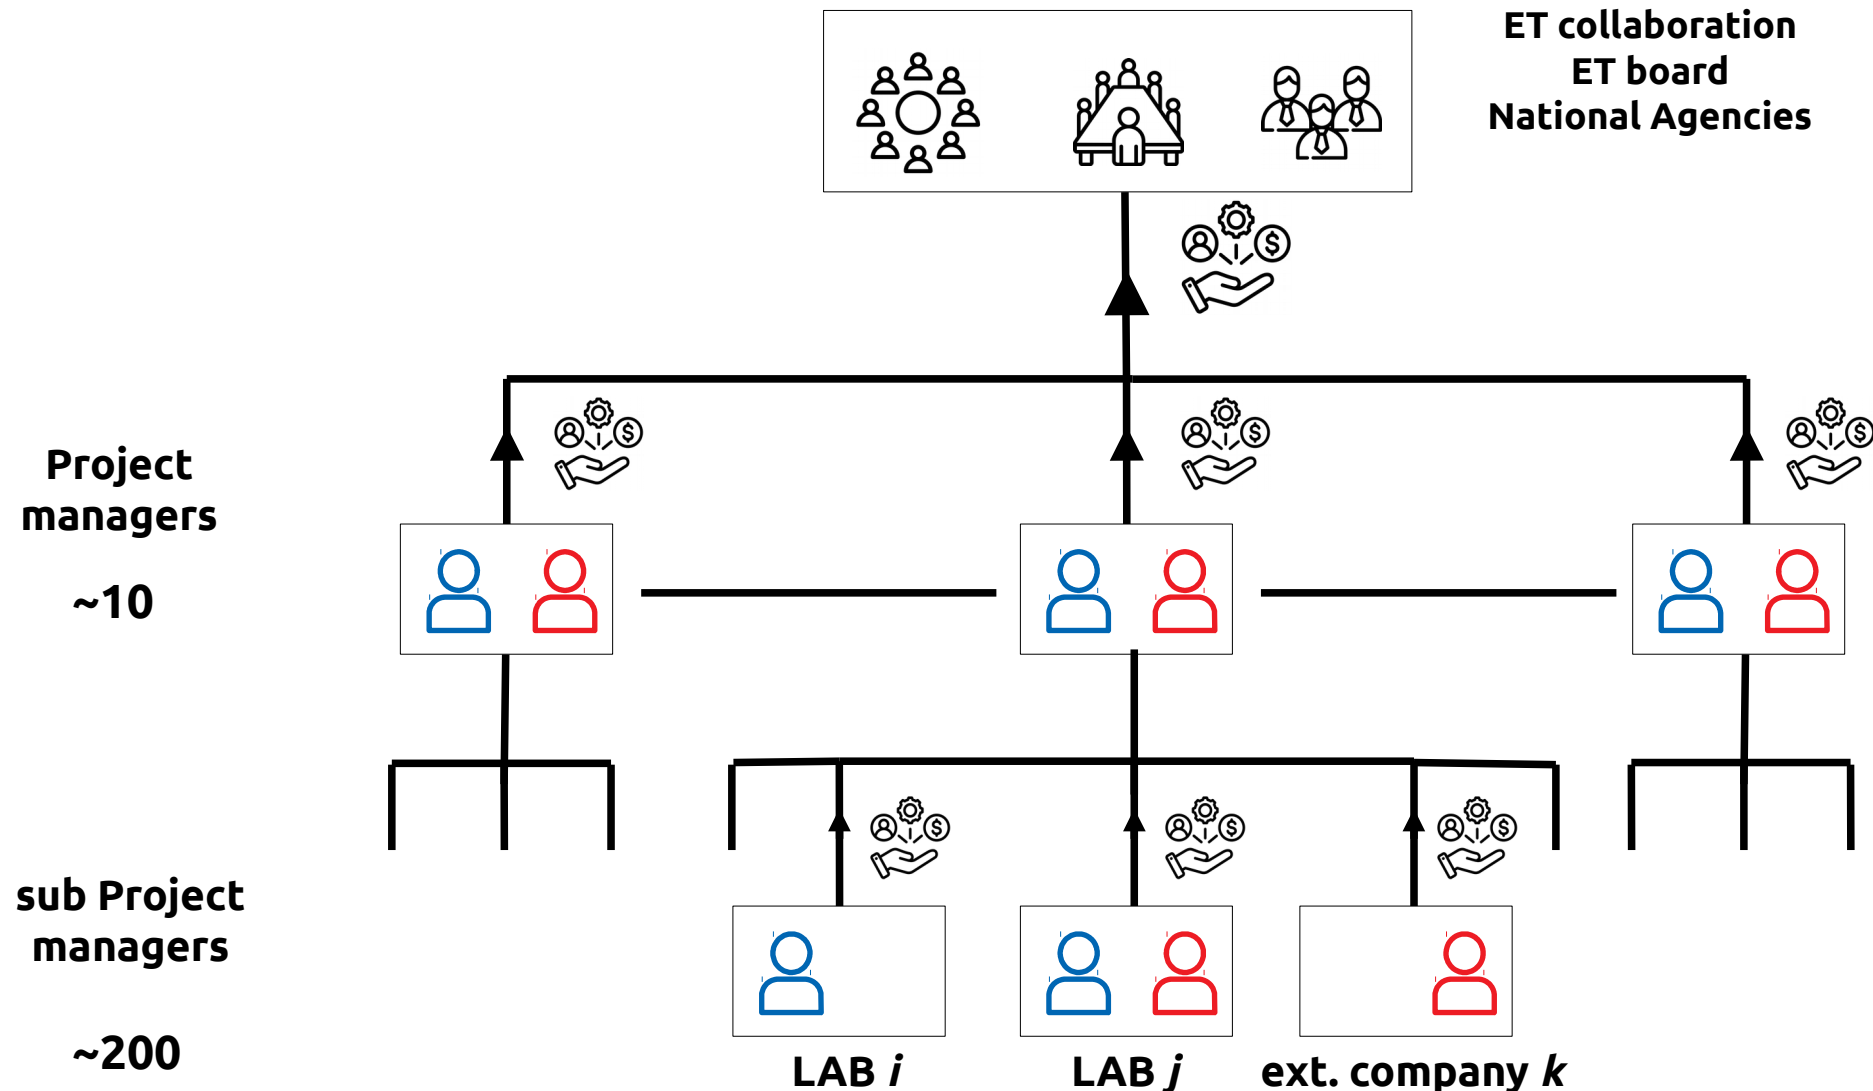 ET collaboration
ET board
National Agencies
$
$
$
$
Project
managers
~10
$
$
$
sub Project
managers
~200
LAB i
LAB j
ext. company k